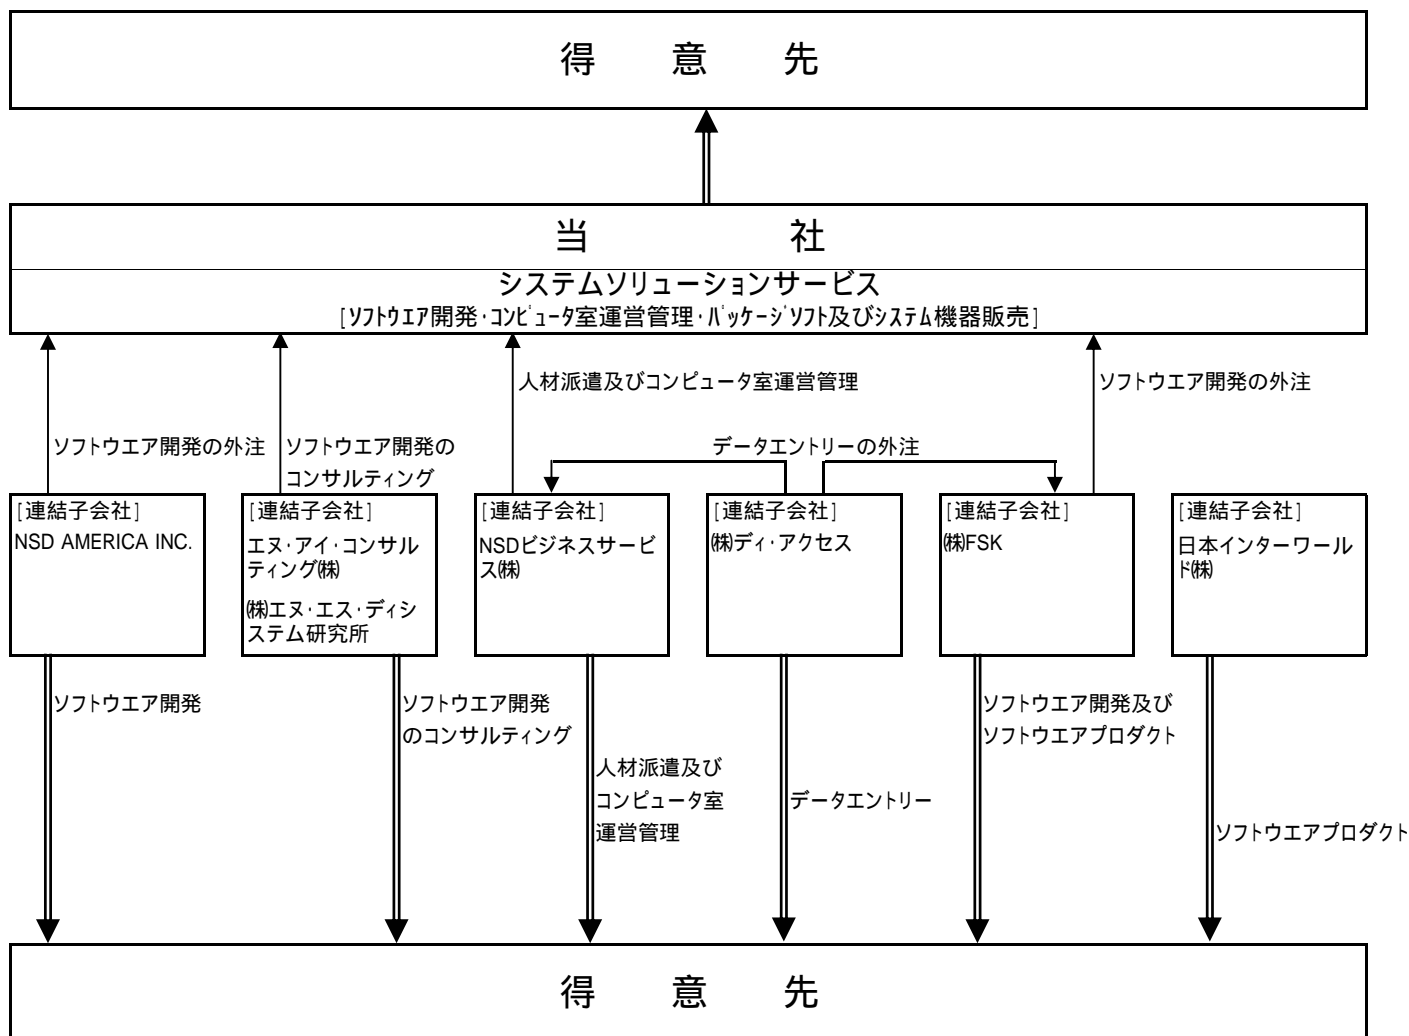 得 意 先
当 社
システムソリューションサービス
[ソフトウエア開発・コンピュータ室運営管理・パッケージソフト及びシステム機器販売]
人材派遣及びコンピュータ室運営管理
ソフトウエア開発の外注
ソフトウエア開発の外注
ソフトウエア開発の
コンサルティング
データエントリーの外注
[連結子会社]
NSD AMERICA INC.
[連結子会社]
エヌ・アイ・コンサル
ティング㈱
㈱エヌ・エス・ディシ
ステム研究所
[連結子会社]
NSDビジネスサービ
ス㈱
[連結子会社]
㈱ディ・アクセス
[連結子会社]
㈱FSK
[連結子会社]
日本インターワール
ド㈱
ソフトウエア開発
ソフトウエア開発
のコンサルティング
人材派遣及び
コンピュータ室
運営管理
データエントリー
ソフトウエア開発及び
ソフトウエアプロダクト
ソフトウエアプロダクト
得 意 先